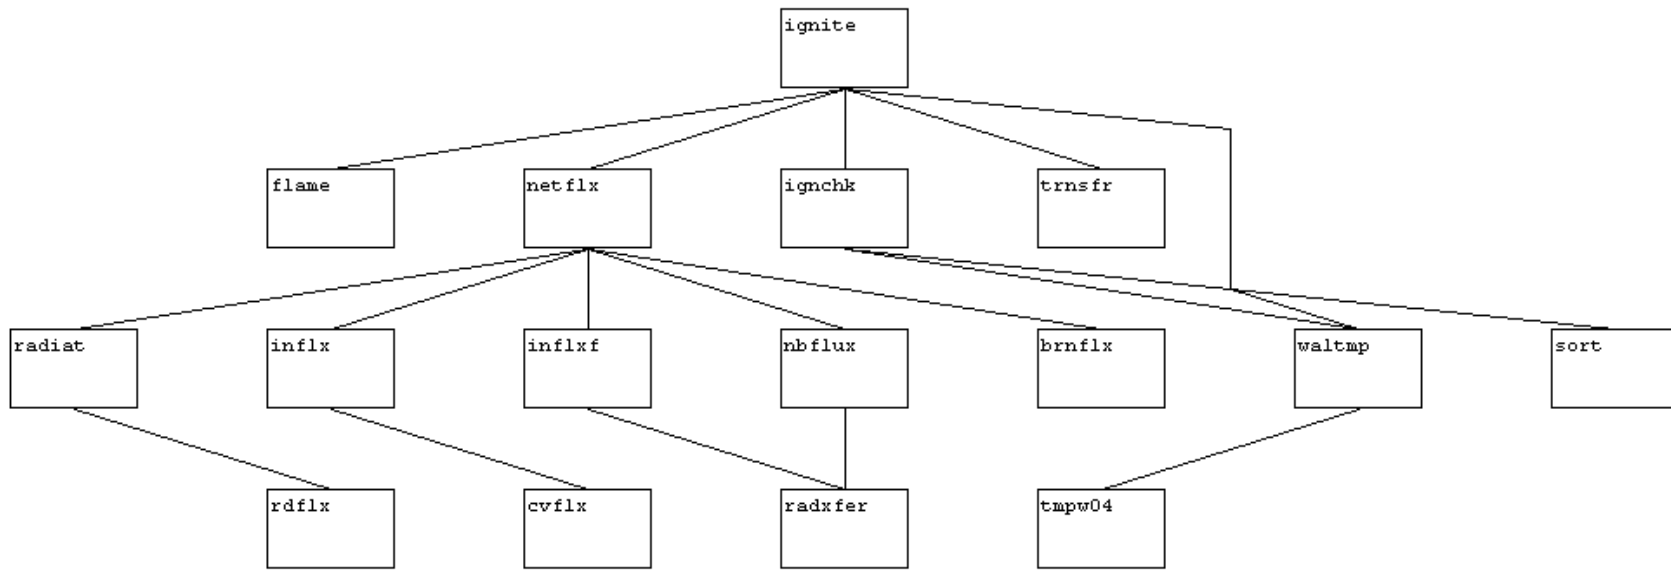 ignite
flame
netflx
ignchk
trnsfr
radiat
inflx
inflxf
nbflux
brnflx
waltmp
sort
rdflx
cvflx
radxfer
tmpw04